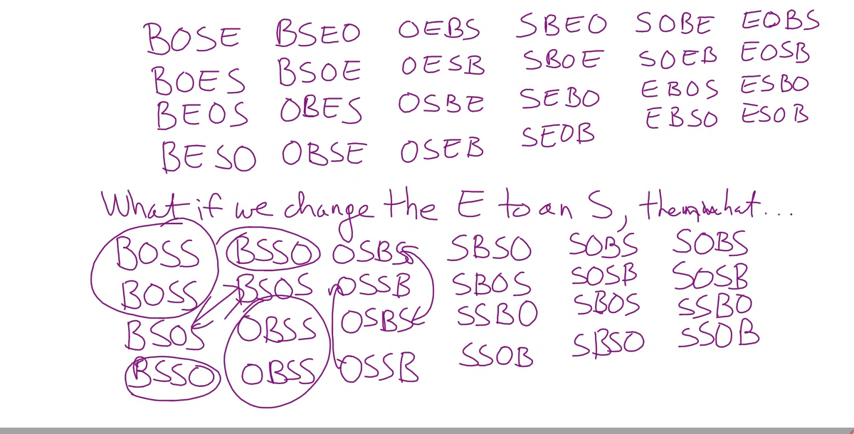 BOSE BSEO OEBS SBEO SOBE EOBS
BOES BSOE OESB SBOE SOEB EOSB
BEOS OBES OSBE SEBO EBOS ESBO
BESO OBSE OSEB SEOB EBSO ESOB
What if we change the E to an S, then what...
BOSS BSSO OSBS SBSO SOBS SOBS
BOSS BSOS OSSB SBOS SOSB SOSB
BSOS OBSS OSBS SSBO SBOS SSBO
BSSO OBSS OSSB SSOB SBSO SSOB